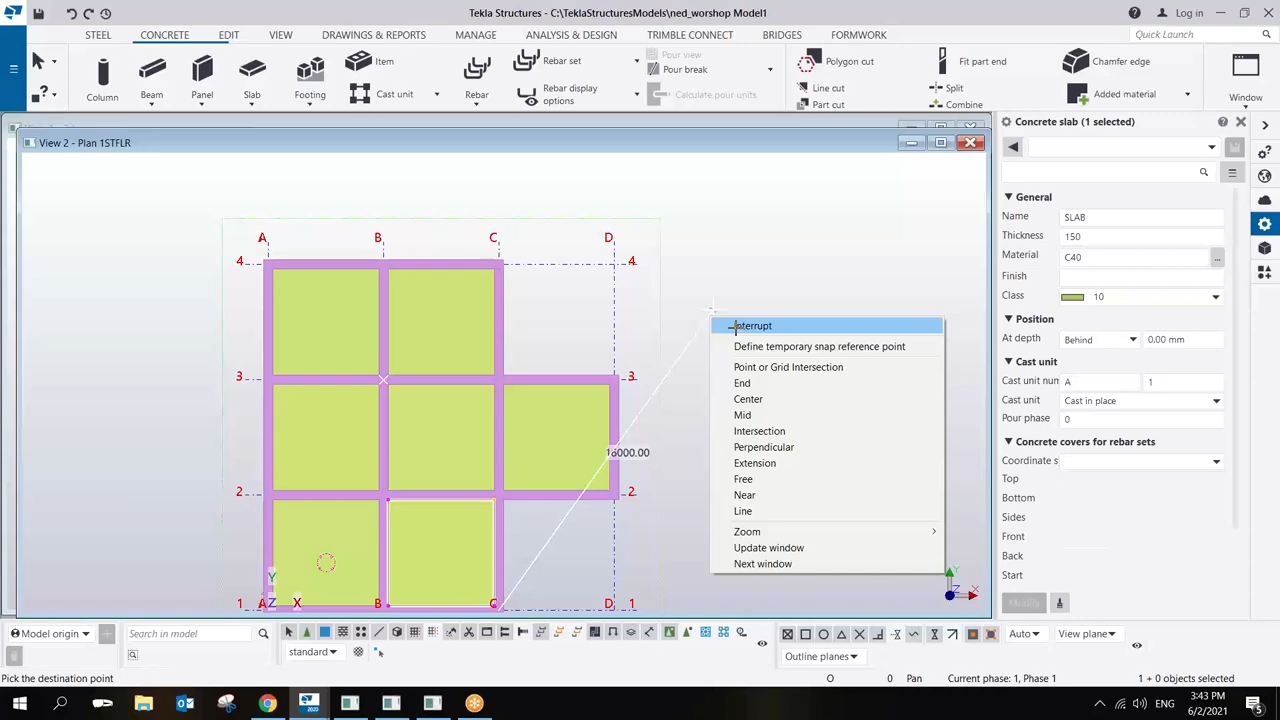 Tekla Structures - C:\TeklaStructuresModels\ned_workshop Model1
Log in
STEEL CONCRETE EDIT VIEW DRAWINGS & REPORTS MANAGE ANALYSIS & DESIGN TRIMBLE CONNECT BRIDGES FORMWORK
Quick Launch
Column Beam Panel Slab Footing
Item
Cast unit
Rebar
Rebar set
Rebar display options
Pour view
Pour break
Calculate pour units
Polygon cut
Line cut
Part cut
Fit part end
Split
Combine
Chamfer edge
Added material
Window
View 2 - Plan 1STFLR
A B C D
4 4
3 3
2 2
1 A B C D 1
Y
Z X
16000.00
Interrupt
Define temporary snap reference point
Point or Grid Intersection
End
Center
Mid
Intersection
Perpendicular
Extension
Free
Near
Line
Zoom
Update window
Next window
Y
Z X
Concrete slab (1 selected)
General
Name SLAB
Thickness 150
Material C40 ...
Finish
Class 10
Position
At depth Behind 0.00 mm
Cast unit
Cast unit num A 1
Cast unit Cast in place
Pour phase 0
Concrete covers for rebar sets
Coordinate s
Top
Bottom
Sides
Front
Back
Start
Modify
Model origin
Search in model
standard
Auto
View plane
Outline planes
Pick the destination point
O 0 Pan Current phase: 1, Phase 1 1 + 0 objects selected
ENG
3:43 PM
6/2/2021
5